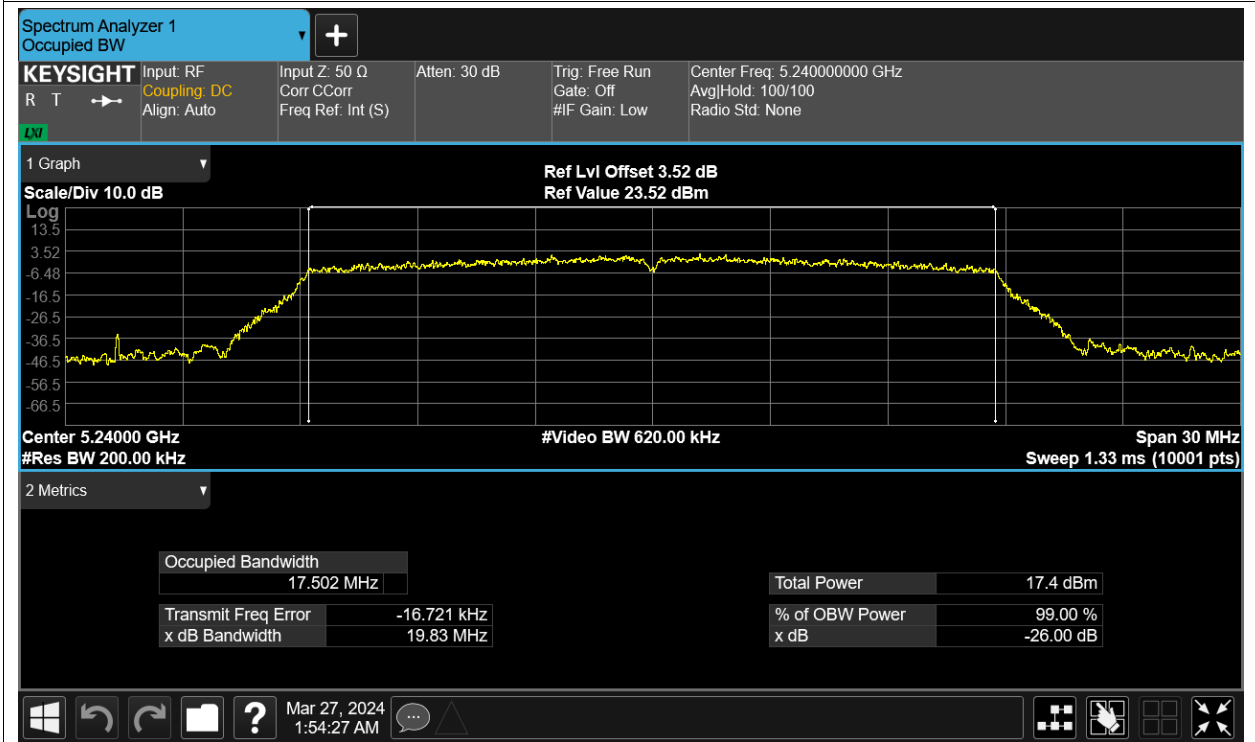 Spectrum Analyzer 1
Occupied BW
KEYSIGHT
R T
LXI
Input: RF
Coupling: DC
Align: Auto
Input Z: 50 Ω
Corr CCorr
Freq Ref: Int (S)
Atten: 30 dB
Trig: Free Run
Gate: Off
#IF Gain: Low
Center Freq: 5.240000000 GHz
Avg|Hold: 100/100
Radio Std: None
1 Graph
Scale/Div 10.0 dB
Ref Lvl Offset 3.52 dB
Ref Value 23.52 dBm
Log
13.5
3.52
-6.48
-16.5
-26.5
-36.5
-46.5
-56.5
-66.5
Center 5.24000 GHz
#Res BW 200.00 kHz
#Video BW 620.00 kHz
Span 30 MHz
Sweep 1.33 ms (10001 pts)
2 Metrics
Occupied Bandwidth
17.502 MHz
Transmit Freq Error -16.721 kHz
x dB Bandwidth 19.83 MHz
Total Power 17.4 dBm
% of OBW Power 99.00 %
x dB -26.00 dB
?
Mar 27, 2024
1:54:27 AM